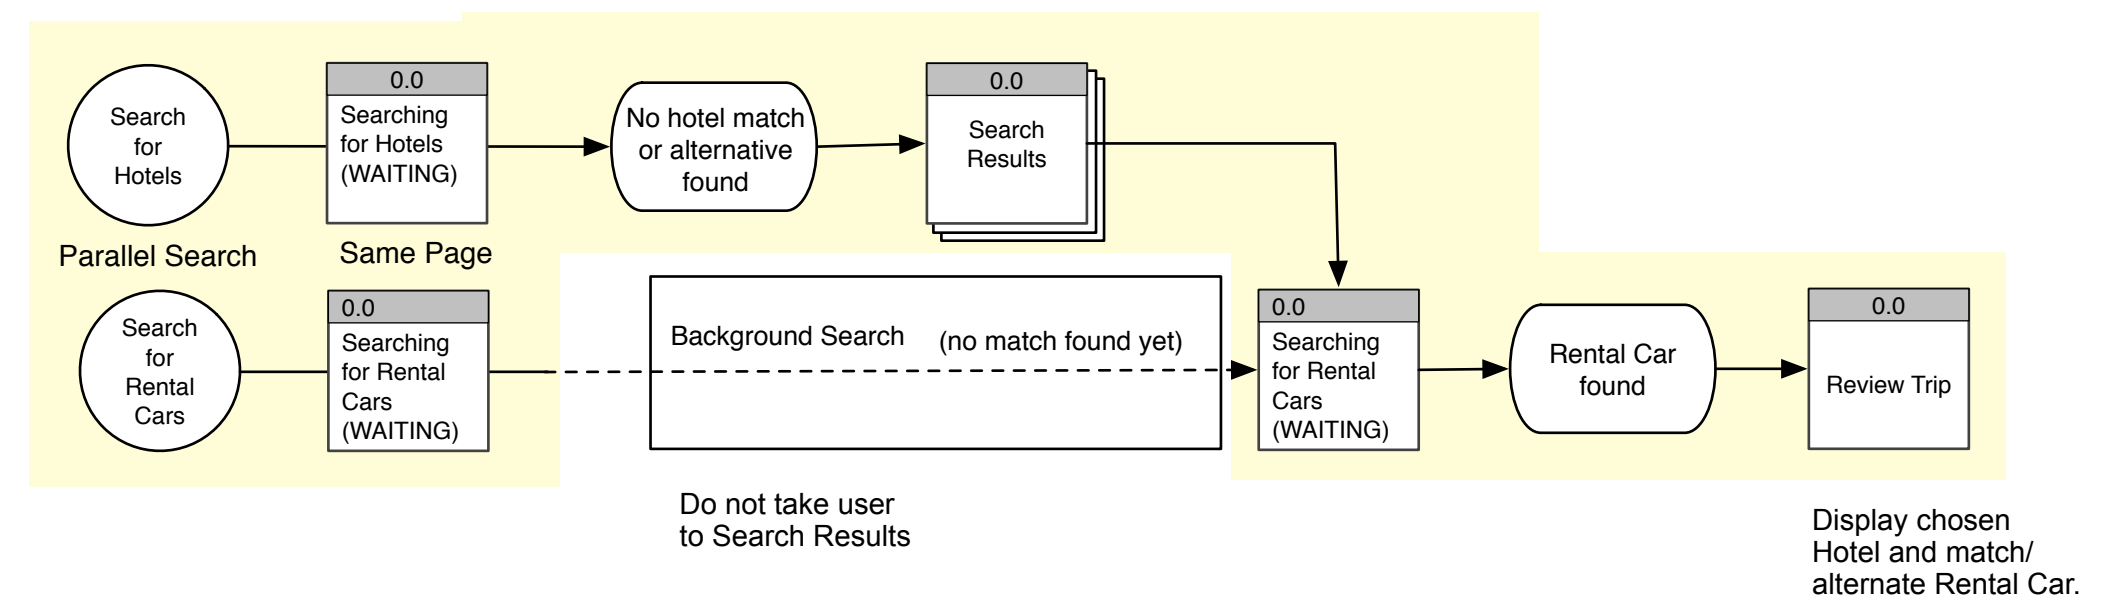 Search
for
Hotels
0.0
Searching
for Hotels
(WAITING)
No hotel match
or alternative
found
0.0
Search
Results
Parallel Search
Same Page
Search
for
Rental
Cars
0.0
Searching
for Rental
Cars
(WAITING)
Background Search (no match found yet)
0.0
Searching
for Rental
Cars
(WAITING)
Rental Car
found
0.0
Review Trip
Do not take user
to Search Results
Display chosen
Hotel and match/
alternate Rental Car.